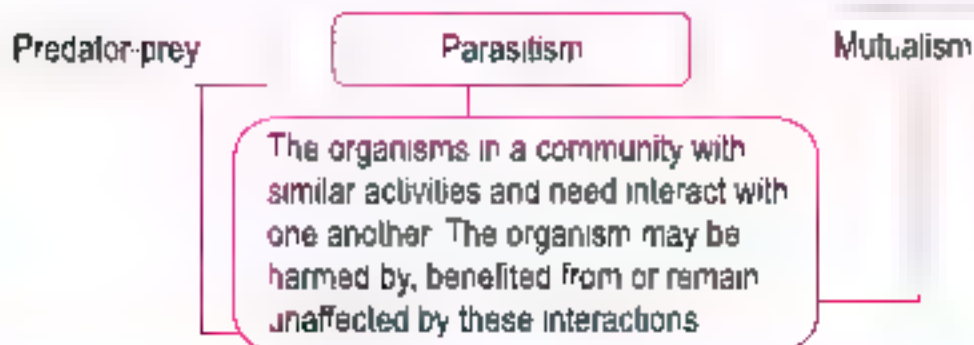 Predator-prey Parasitism Mutualism
The organisms in a community with
similar activities and need interact with
one another The organism may be
harmed by, benefited from or remain
unaffected by these interactions